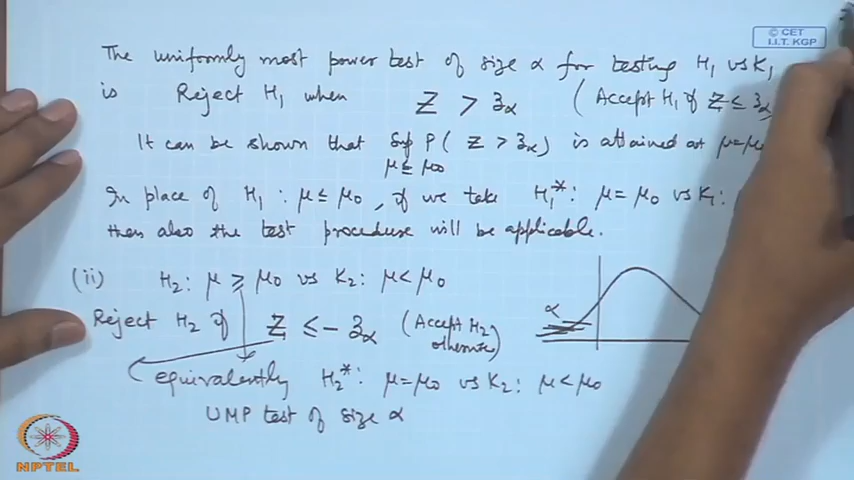 © CET
I.I.T. KGP
The uniformly most power test of size α for testing H₁ vs K₁
is Reject H₁ when Z > z_α (Accept H₁ if Z ≤ z_α
It can be shown that Sup P( Z > z_α) is attained at μ=μ₀
μ≤μ₀
In place of H₁ : μ ≤ μ₀, if we take H₁*: μ = μ₀ vs K₁:
then also the test procedure will be applicable.
(ii) H₂: μ ≥ μ₀ vs K₂: μ < μ₀
Reject H₂ if Z ≤ - z_α (Accept H₂
otherwise)
α
(equivalently H₂*: μ=μ₀ vs K₂: μ < μ₀
UMP test of size α
NPTEL